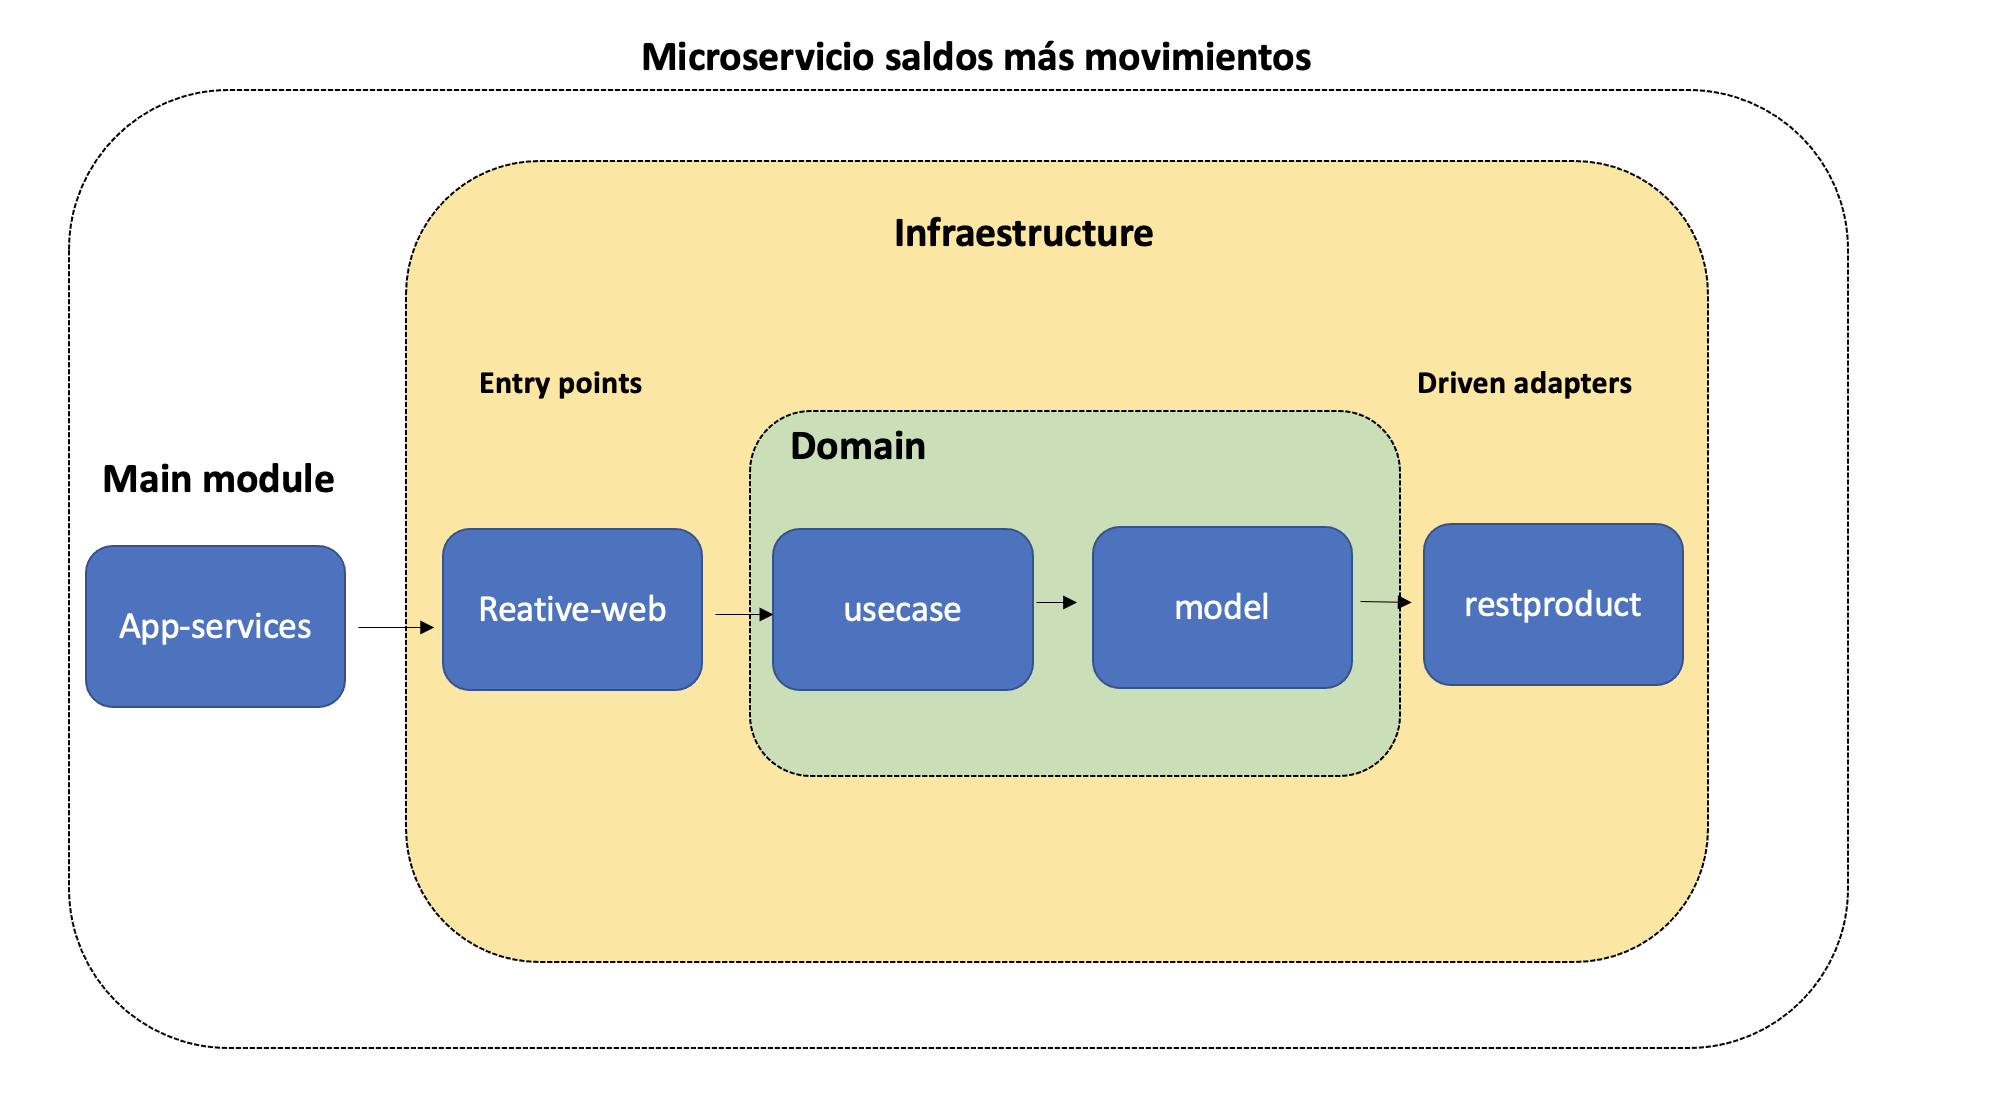 Microservicio saldos más movimientos
Infraestructure
Entry points
Driven adapters
Domain
Main module
App-services
Reative-web
usecase
model
restproduct